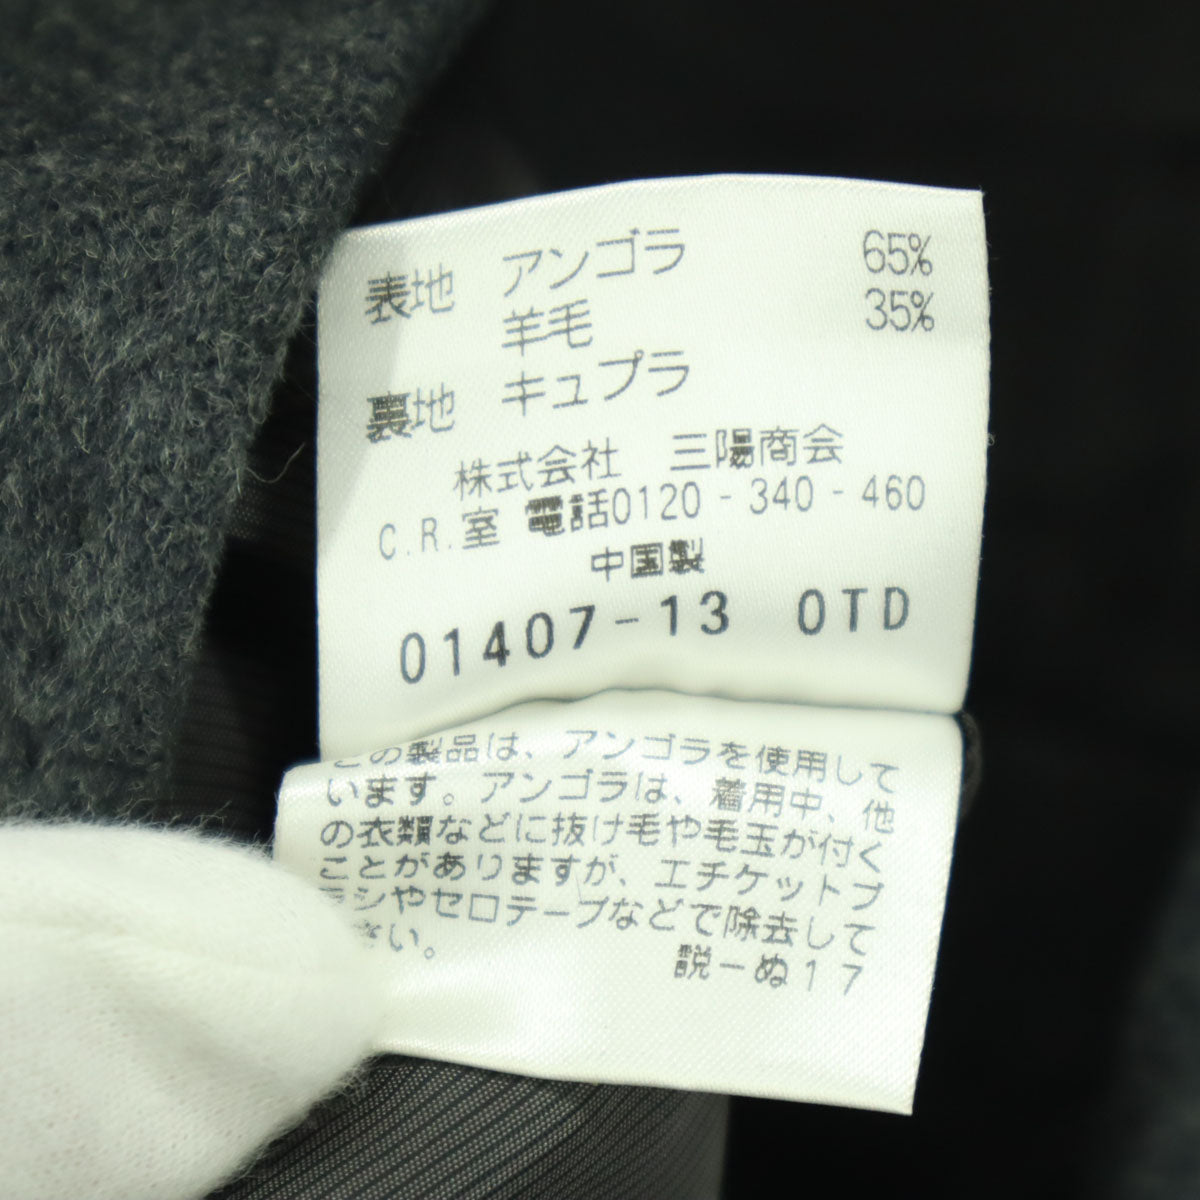 表地 アンゴラ 65%
羊毛 35%
裏地 キュプラ
株式会社 三陽商会
C.R.室 電話0120-340-460
中国製
01407-13 OTD
この製品は、アンゴラを使用して
います。アンゴラは、着用中、他
の衣類などに抜け毛や毛玉が付く
ことがありますが、エチケットブ
ラシやセロテープなどで除去して
さい。
説ーぬ17